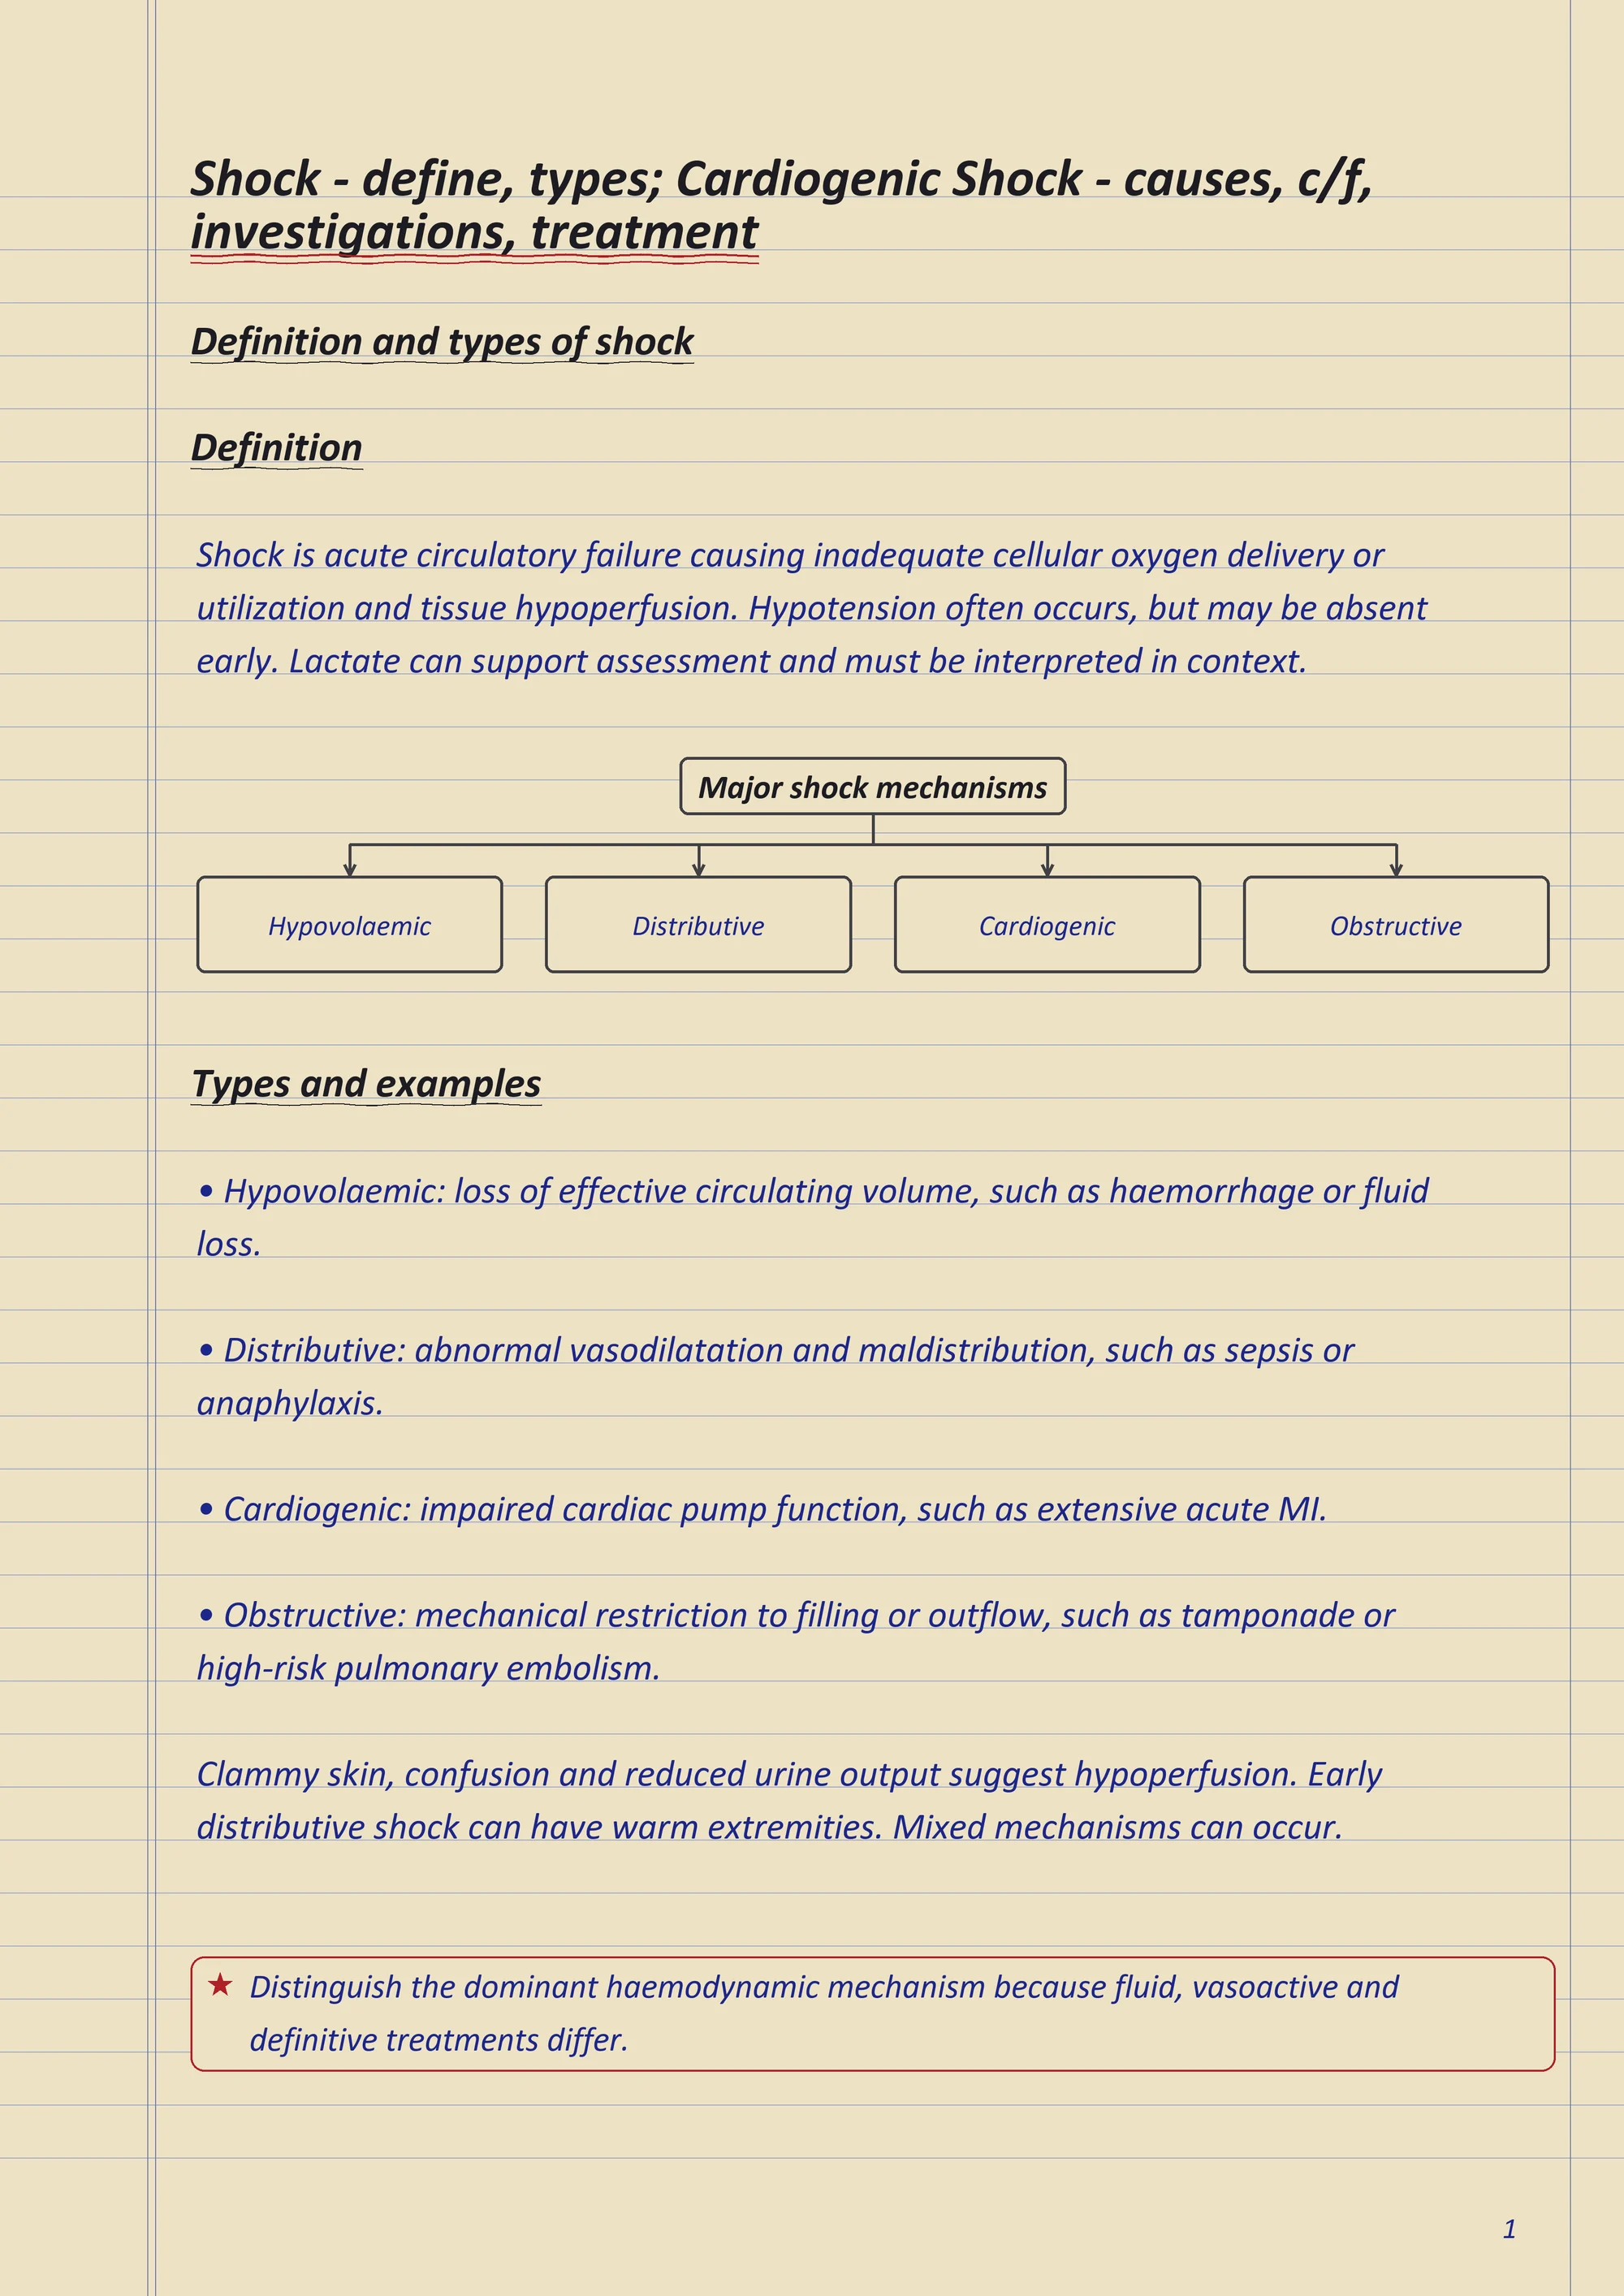 Shock - define, types; Cardiogenic Shock - causes, c/f,
investigations, treatment
Definition and types of shock
Definition
Shock is acute circulatory failure causing inadequate cellular oxygen delivery or
utilization and tissue hypoperfusion. Hypotension often occurs, but may be absent
early. Lactate can support assessment and must be interpreted in context.
Major shock mechanisms
Hypovolaemic
Distributive
Cardiogenic
Obstructive
Types and examples
• Hypovolaemic: loss of effective circulating volume, such as haemorrhage or fluid
loss.
• Distributive: abnormal vasodilatation and maldistribution, such as sepsis or
anaphylaxis.
• Cardiogenic: impaired cardiac pump function, such as extensive acute MI.
• Obstructive: mechanical restriction to filling or outflow, such as tamponade or
high-risk pulmonary embolism.
Clammy skin, confusion and reduced urine output suggest hypoperfusion. Early
distributive shock can have warm extremities. Mixed mechanisms can occur.
★ Distinguish the dominant haemodynamic mechanism because fluid, vasoactive and
definitive treatments differ.
1